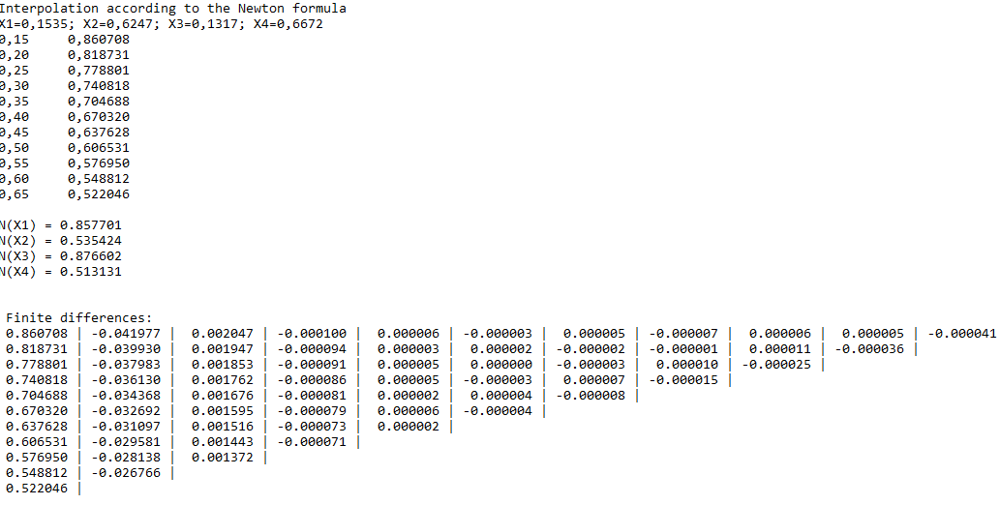 Interpolation according to the Newton formula
X1=0,1535; X2=0,6247; X3=0,1317; X4=0,6672
0,15 0,860708
0,20 0,818731
0,25 0,778801
0,30 0,740818
0,35 0,704688
0,40 0,670320
0,45 0,637628
0,50 0,606531
0,55 0,576950
0,60 0,548812
0,65 0,522046
N(X1) = 0.857701
N(X2) = 0.535424
N(X3) = 0.876602
N(X4) = 0.513131
Finite differences:
0.860708 | -0.041977 | 0.002047 | -0.000100 | 0.000006 | -0.000003 | 0.000005 | -0.000007 | 0.000006 | 0.000005 | -0.000041
0.818731 | -0.039930 | 0.001947 | -0.000094 | 0.000003 | 0.000002 | -0.000002 | -0.000001 | 0.000011 | -0.000036 |
0.778801 | -0.037983 | 0.001853 | -0.000091 | 0.000005 | 0.000000 | -0.000003 | 0.000010 | -0.000025 |
0.740818 | -0.036130 | 0.001762 | -0.000086 | 0.000005 | -0.000003 | 0.000007 | -0.000015 |
0.704688 | -0.034368 | 0.001676 | -0.000081 | 0.000002 | 0.000004 | -0.000008 |
0.670320 | -0.032692 | 0.001595 | -0.000079 | 0.000006 | -0.000004 |
0.637628 | -0.031097 | 0.001516 | -0.000073 | 0.000002 |
0.606531 | -0.029581 | 0.001443 | -0.000071 |
0.576950 | -0.028138 | 0.001372 |
0.548812 | -0.026766 |
0.522046 |